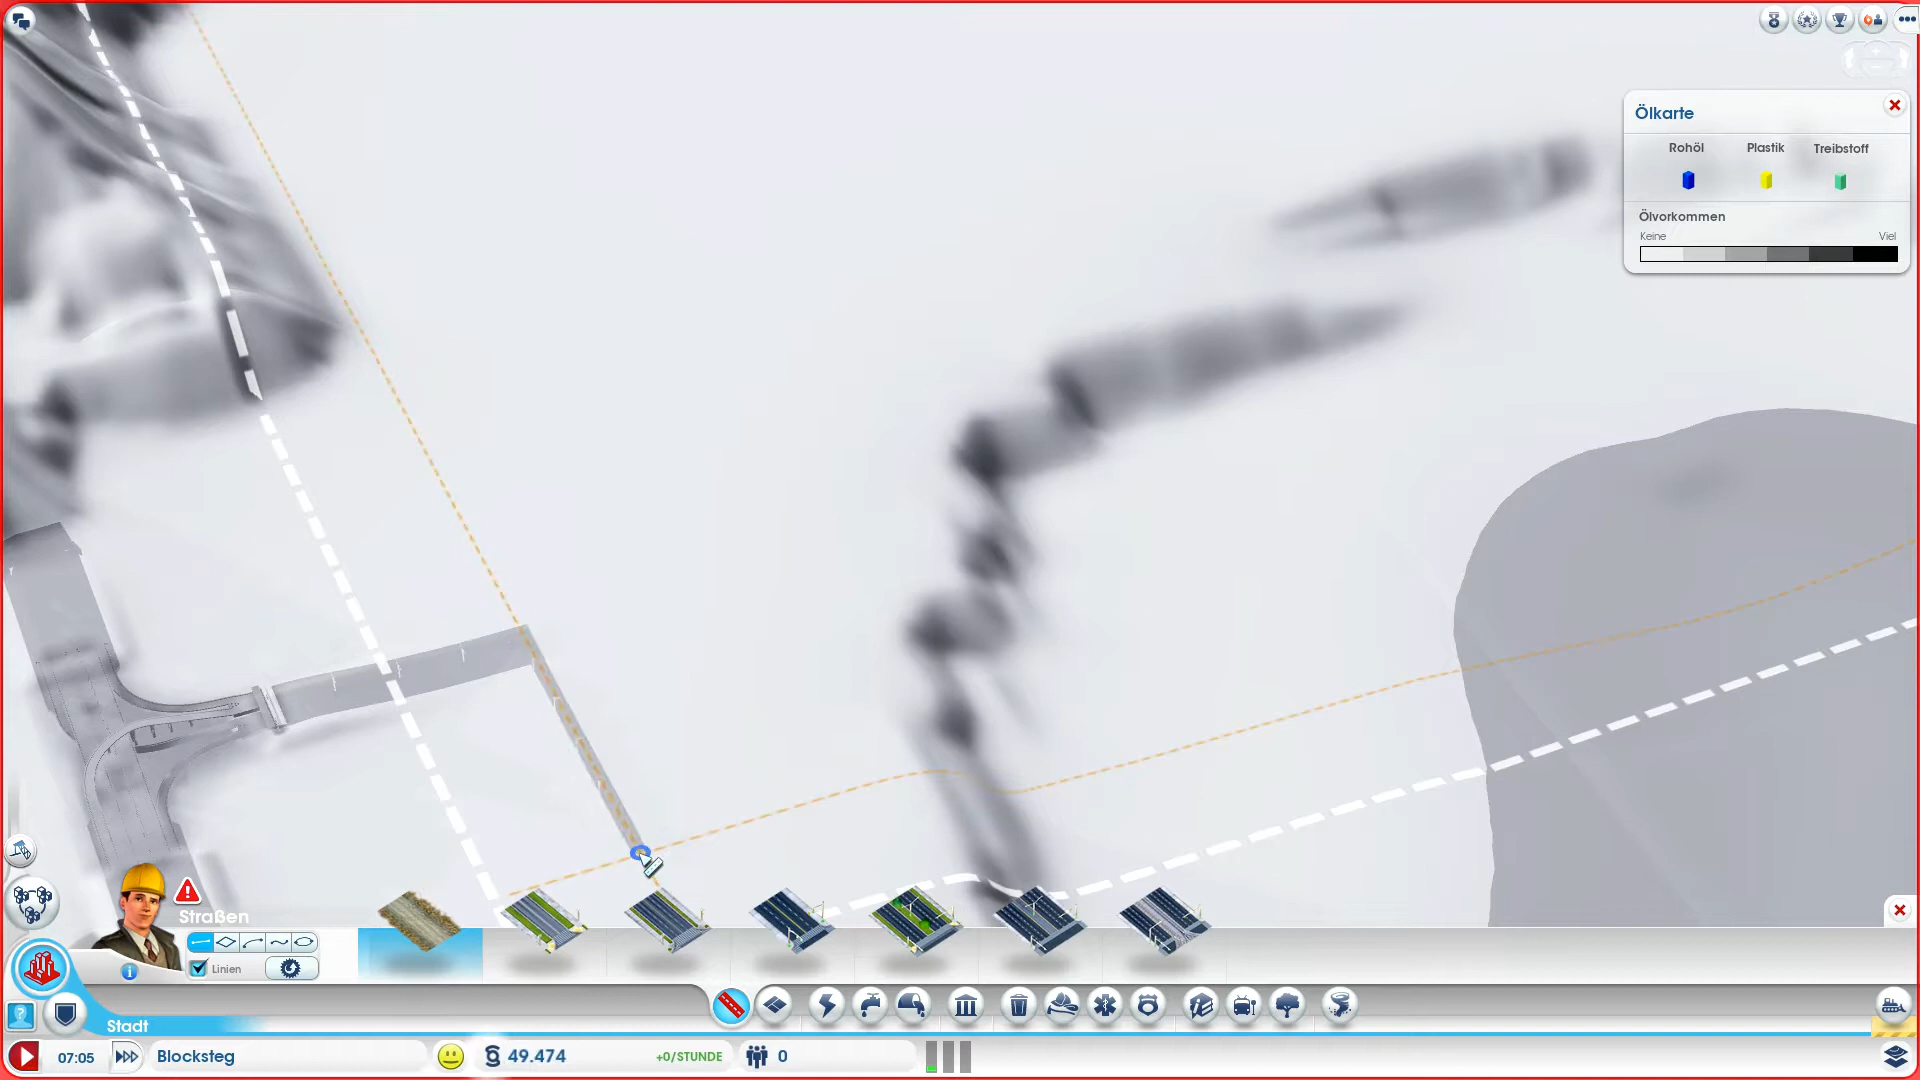 Ölkarte
Rohöl Plastik Treibstoff
Ölvorkommen
Keine Viel
Straßen
Linien
Stadt
07:05 Blocksteg 49.474 +0/STUNDE 0